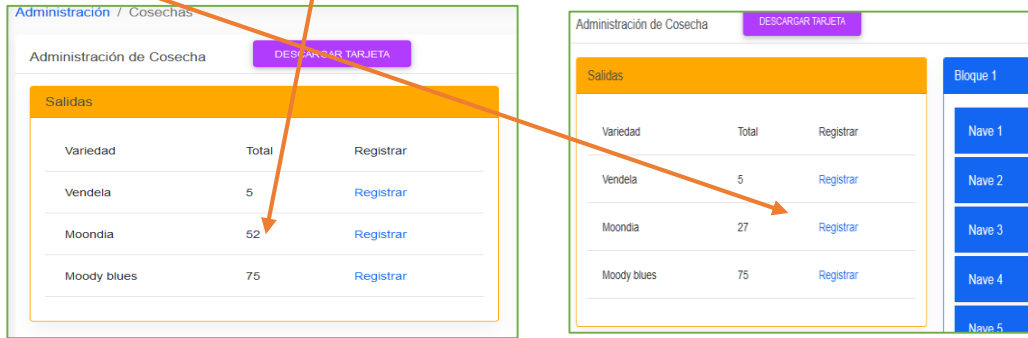 Administración / Cosechas
Administración de Cosecha
DESCARGAR TARJETA
Salidas
Variedad Total Registrar
Vendela 5 Registrar
Moondia 52 Registrar
Moody blues 75 Registrar
Administración de Cosecha
DESCARGAR TARJETA
Salidas
Variedad Total Registrar
Vendela 5 Registrar
Moondia 27 Registrar
Moody blues 75 Registrar
Bloque 1
Nave 1
Nave 2
Nave 3
Nave 4
Nave 5